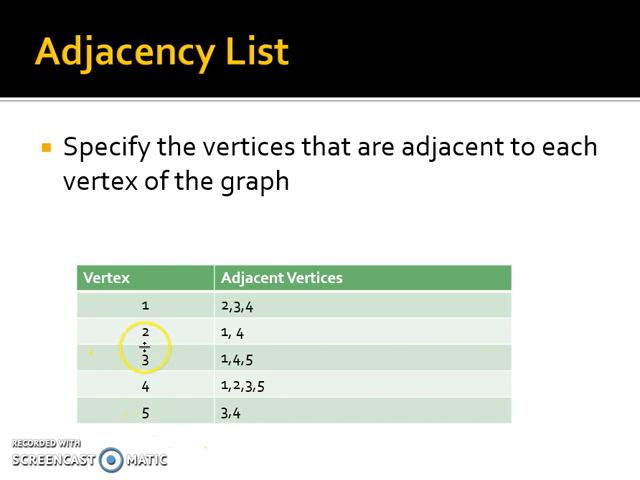 Adjacency List
Specify the vertices that are adjacent to each
vertex of the graph
Vertex Adjacent Vertices
1 2,3,4
2 1, 4
3 1,4,5
4 1,2,3,5
5 3,4
RECORDED WITH
SCREENCAST MATIC